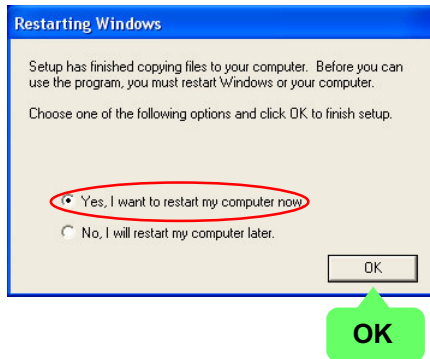 Restarting Windows
Setup has finished copying files to your computer. Before you can
use the program, you must restart Windows or your computer.
Choose one of the following options and click OK to finish setup.
Yes, I want to restart my computer now.
No, I will restart my computer later.
OK
OK